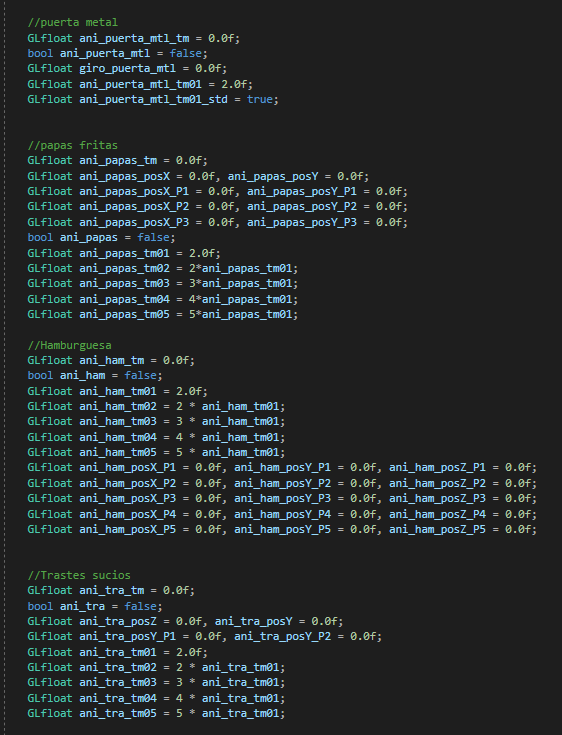 //puerta metal
GLfloat ani_puerta_mtl_tm = 0.0f;
bool ani_puerta_mtl = false;
GLfloat giro_puerta_mtl = 0.0f;
GLfloat ani_puerta_mtl_tm01 = 2.0f;
GLfloat ani_puerta_mtl_tm01_std = true;
//papas fritas
GLfloat ani_papas_tm = 0.0f;
GLfloat ani_papas_posX = 0.0f, ani_papas_posY = 0.0f;
GLfloat ani_papas_posX_P1 = 0.0f, ani_papas_posY_P1 = 0.0f;
GLfloat ani_papas_posX_P2 = 0.0f, ani_papas_posY_P2 = 0.0f;
GLfloat ani_papas_posX_P3 = 0.0f, ani_papas_posY_P3 = 0.0f;
bool ani_papas = false;
GLfloat ani_papas_tm01 = 2.0f;
GLfloat ani_papas_tm02 = 2*ani_papas_tm01;
GLfloat ani_papas_tm03 = 3*ani_papas_tm01;
GLfloat ani_papas_tm04 = 4*ani_papas_tm01;
GLfloat ani_papas_tm05 = 5*ani_papas_tm01;
//Hamburguesa
GLfloat ani_ham_tm = 0.0f;
bool ani_ham = false;
GLfloat ani_ham_tm01 = 2.0f;
GLfloat ani_ham_tm02 = 2 * ani_ham_tm01;
GLfloat ani_ham_tm03 = 3 * ani_ham_tm01;
GLfloat ani_ham_tm04 = 4 * ani_ham_tm01;
GLfloat ani_ham_tm05 = 5 * ani_ham_tm01;
GLfloat ani_ham_posX_P1 = 0.0f, ani_ham_posY_P1 = 0.0f, ani_ham_posZ_P1 = 0.0f;
GLfloat ani_ham_posX_P2 = 0.0f, ani_ham_posY_P2 = 0.0f, ani_ham_posZ_P2 = 0.0f;
GLfloat ani_ham_posX_P3 = 0.0f, ani_ham_posY_P3 = 0.0f, ani_ham_posZ_P3 = 0.0f;
GLfloat ani_ham_posX_P4 = 0.0f, ani_ham_posY_P4 = 0.0f, ani_ham_posZ_P4 = 0.0f;
GLfloat ani_ham_posX_P5 = 0.0f, ani_ham_posY_P5 = 0.0f, ani_ham_posZ_P5 = 0.0f;
//Trastes sucios
GLfloat ani_tra_tm = 0.0f;
bool ani_tra = false;
GLfloat ani_tra_posZ = 0.0f, ani_tra_posY = 0.0f;
GLfloat ani_tra_posY_P1 = 0.0f, ani_tra_posY_P2 = 0.0f;
GLfloat ani_tra_tm01 = 2.0f;
GLfloat ani_tra_tm02 = 2 * ani_tra_tm01;
GLfloat ani_tra_tm03 = 3 * ani_tra_tm01;
GLfloat ani_tra_tm04 = 4 * ani_tra_tm01;
GLfloat ani_tra_tm05 = 5 * ani_tra_tm01;